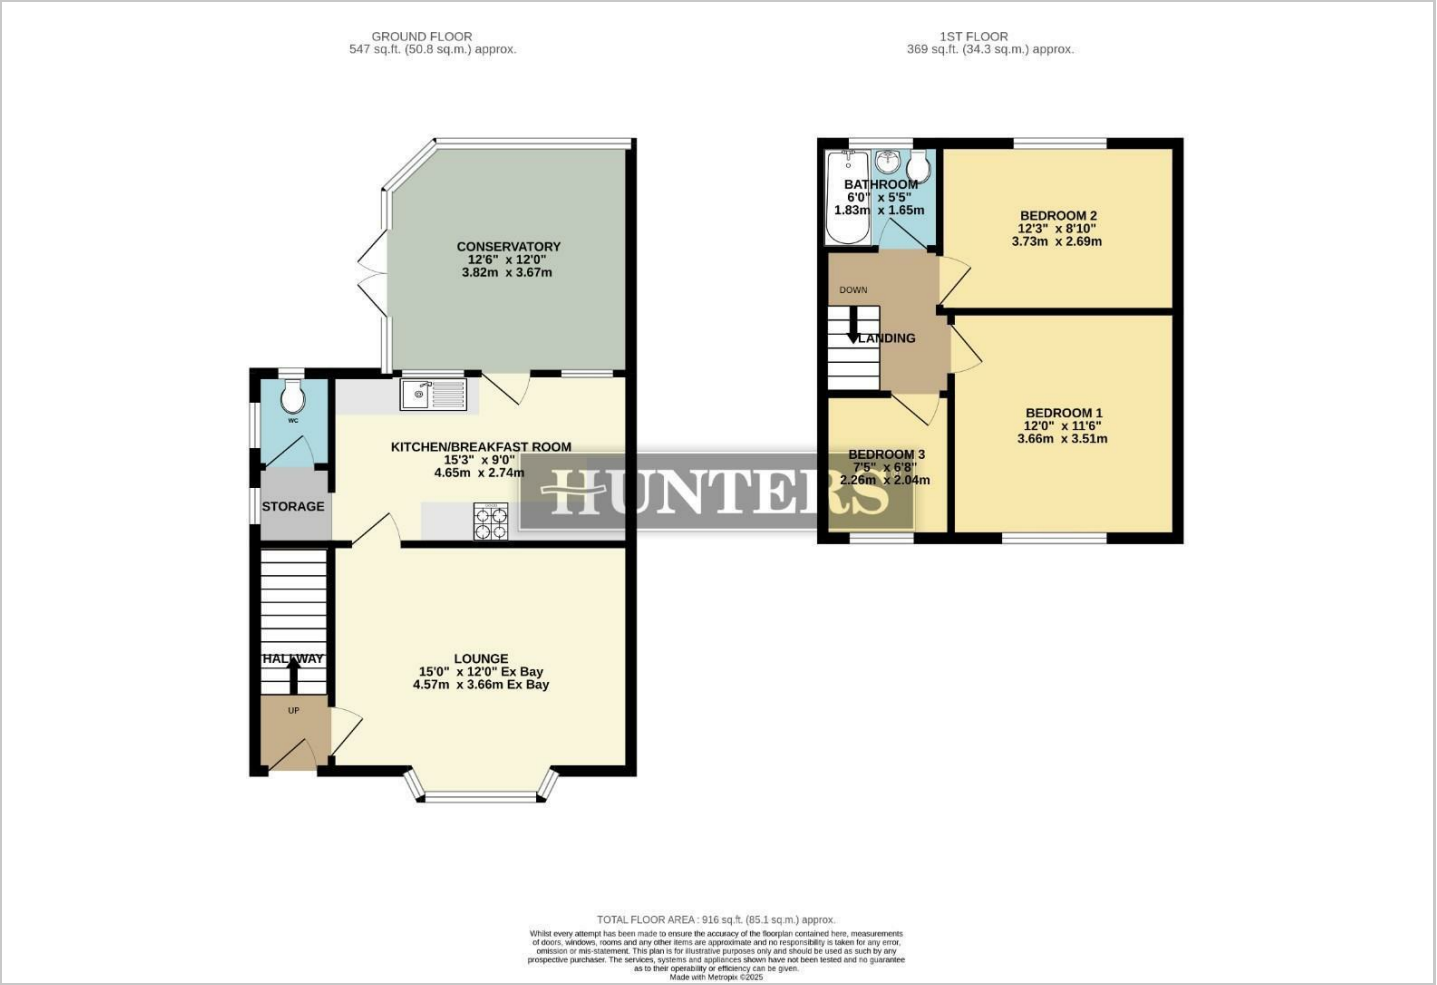 GROUND FLOOR
547 sq.ft. (50.8 sq.m.) approx.
1ST FLOOR
369 sq.ft. (34.3 sq.m.) approx.
CONSERVATORY
12'6" x 12'0"
3.82m x 3.67m
WC
KITCHEN/BREAKFAST ROOM
15'3" x 9'0"
4.65m x 2.74m
STORAGE
HALLWAY
UP
LOUNGE
15'0" x 12'0" Ex Bay
4.57m x 3.66m Ex Bay
BATHROOM
6'0" x 5'5"
1.83m x 1.65m
BEDROOM 2
12'3" x 8'10"
3.73m x 2.69m
DOWN
LANDING
BEDROOM 1
12'0" x 11'6"
3.66m x 3.51m
BEDROOM 3
7'5" x 6'8"
2.26m x 2.04m
HUNTERS
TOTAL FLOOR AREA : 916 sq.ft. (85.1 sq.m.) approx.
Whilst every attempt has been made to ensure the accuracy of the floorplan contained here, measurements
of doors, windows, rooms and any other items are approximate and no responsibility is taken for any error,
omission or mis-statement. This plan is for illustrative purposes only and should be used as such by any
prospective purchaser. The services, systems and appliances shown have not been tested and no guarantee
as to their operability or efficiency can be given.
Made with Metropix ©2025